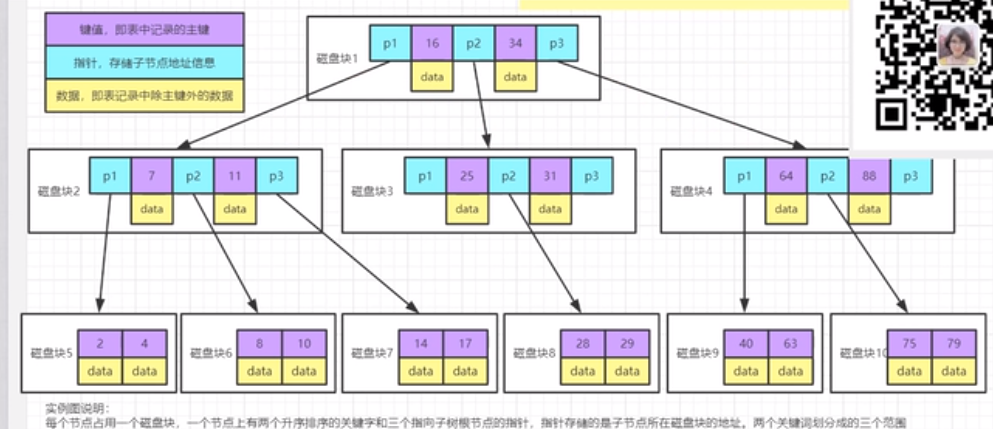 键值，即表中记录的主键
指针，存储子节点地址信息
数据，即表记录中除主键外的数据
磁盘块1
p1 16 p2 34 p3
data data
磁盘块2
p1 7 p2 11 p3
data data
磁盘块3
p1 25 p2 31 p3
data data
磁盘块4
p1 64 p2 88 p3
data data
磁盘块5
2 4
data data
磁盘块6
8 10
data data
磁盘块7
14 17
data data
磁盘块8
28 29
data data
磁盘块9
40 63
data data
磁盘块10
75 79
data data
实例图说明：
每个节点占用一个磁盘块，一个节点上有两个升序排序的关键字和三个指向子树根节点的指针，指针存储的是子节点所在磁盘块的地址。两个关键词划分成的三个范围